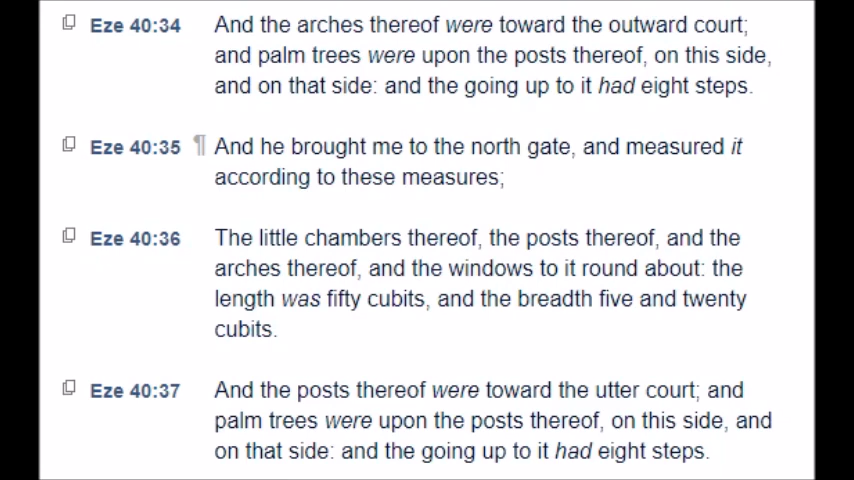 Eze 40:34 And the arches thereof were toward the outward court;
and palm trees were upon the posts thereof, on this side,
and on that side: and the going up to it had eight steps.
Eze 40:35 ¶ And he brought me to the north gate, and measured it
according to these measures;
Eze 40:36 The little chambers thereof, the posts thereof, and the
arches thereof, and the windows to it round about: the
length was fifty cubits, and the breadth five and twenty
cubits.
Eze 40:37 And the posts thereof were toward the utter court; and
palm trees were upon the posts thereof, on this side, and
on that side: and the going up to it had eight steps.